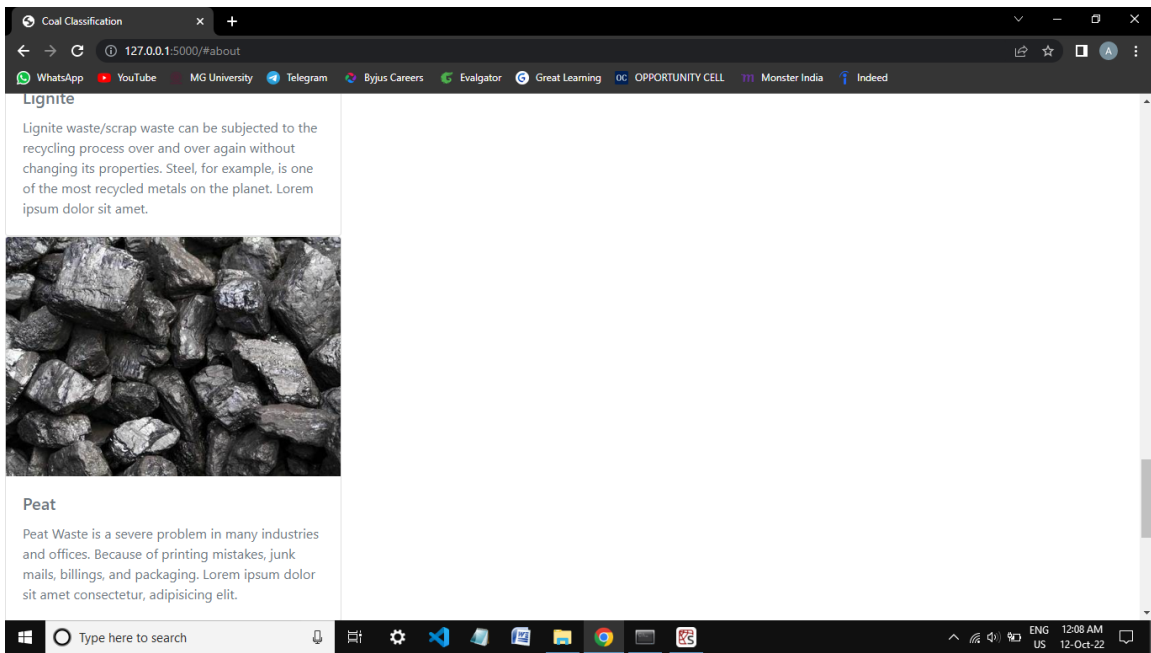 Coal Classification
127.0.0.1:5000/#about
WhatsApp YouTube MG University Telegram Byjus Careers Evalgator Great Learning OC OPPORTUNITY CELL Monster India Indeed
Lignite
Lignite waste/scrap waste can be subjected to the
recycling process over and over again without
changing its properties. Steel, for example, is one
of the most recycled metals on the planet. Lorem
ipsum dolor sit amet.
Peat
Peat Waste is a severe problem in many industries
and offices. Because of printing mistakes, junk
mails, billings, and packaging. Lorem ipsum dolor
sit amet consectetur, adipisicing elit.
Type here to search
ENG 12:08 AM
US 12-Oct-22